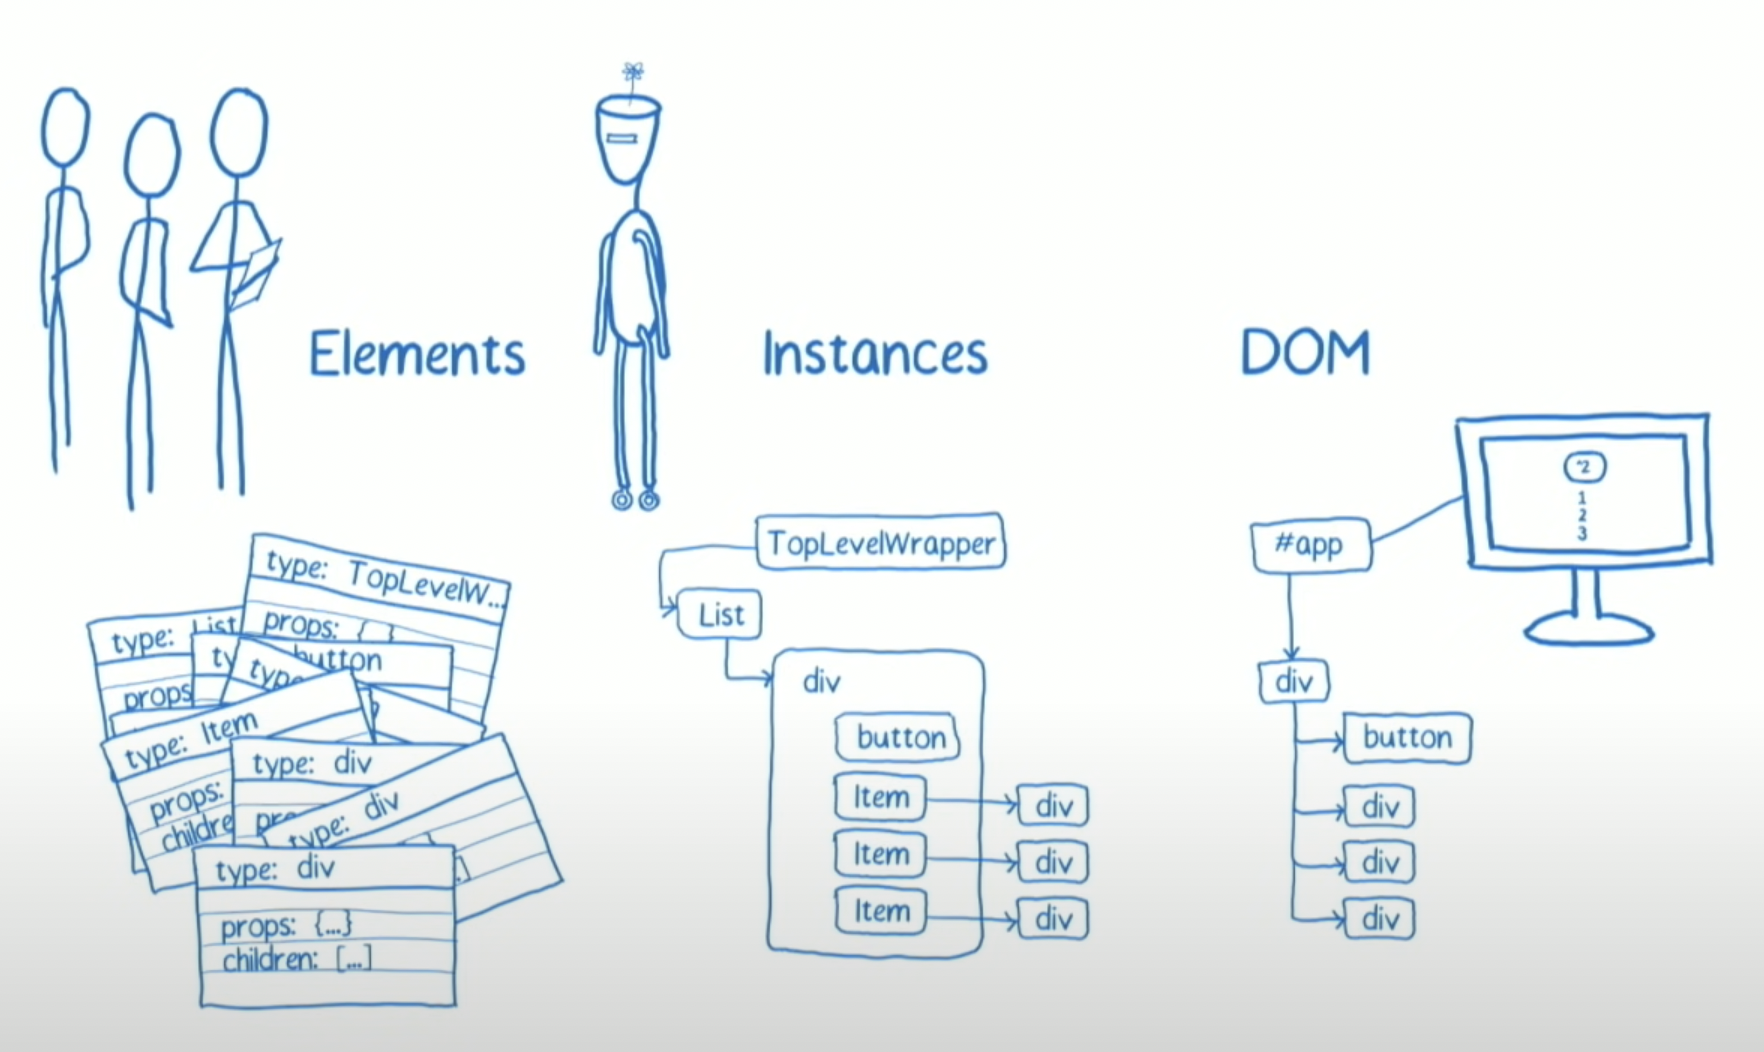 Elements
type: TopLevelW...
props: { }
type: List
props
ty
button
type
type: Item
props:
childre
type: div
pro
type: div
type: div
props: {...}
children: [...]
Instances
TopLevelWrapper
List
div
button
Item
div
Item
div
Item
div
DOM
^2
1
2
3
#app
div
button
div
div
div